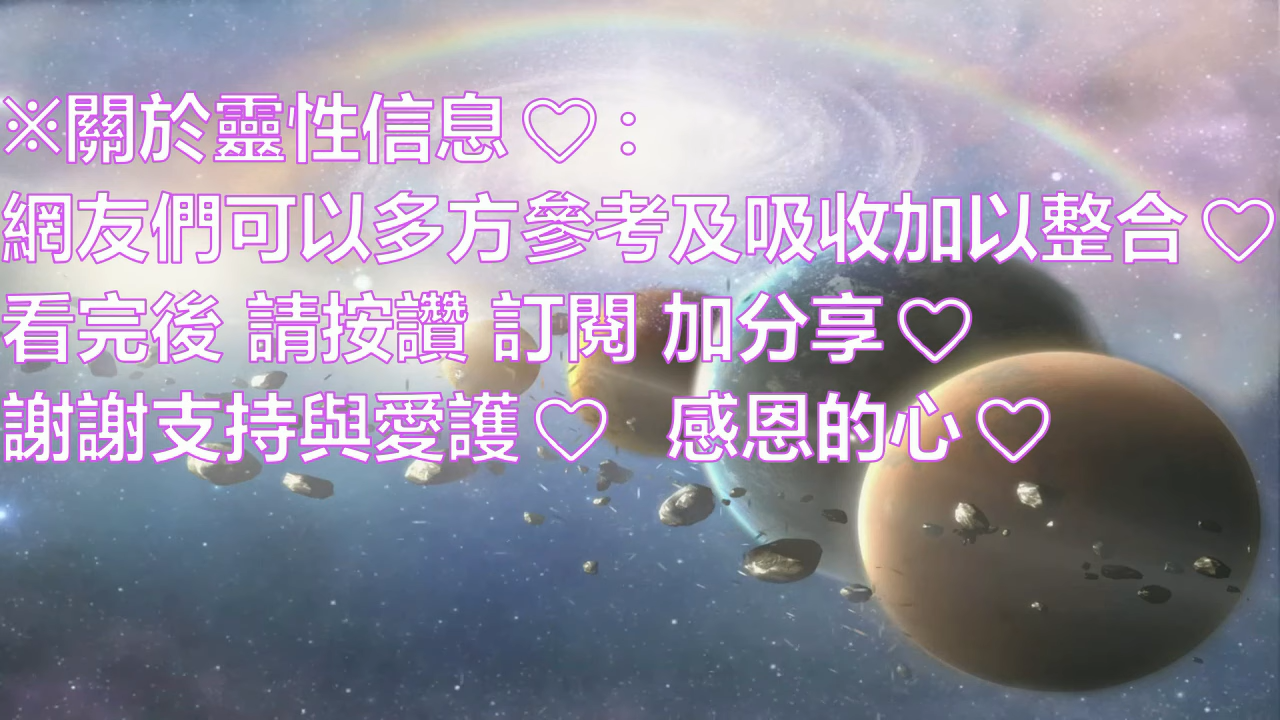 ※關於靈性信息♡:
網友們可以多方參考及吸收加以整合♡
看完後 請按讚 訂閱 加分享♡
謝謝支持與愛護♡ 感恩的心♡